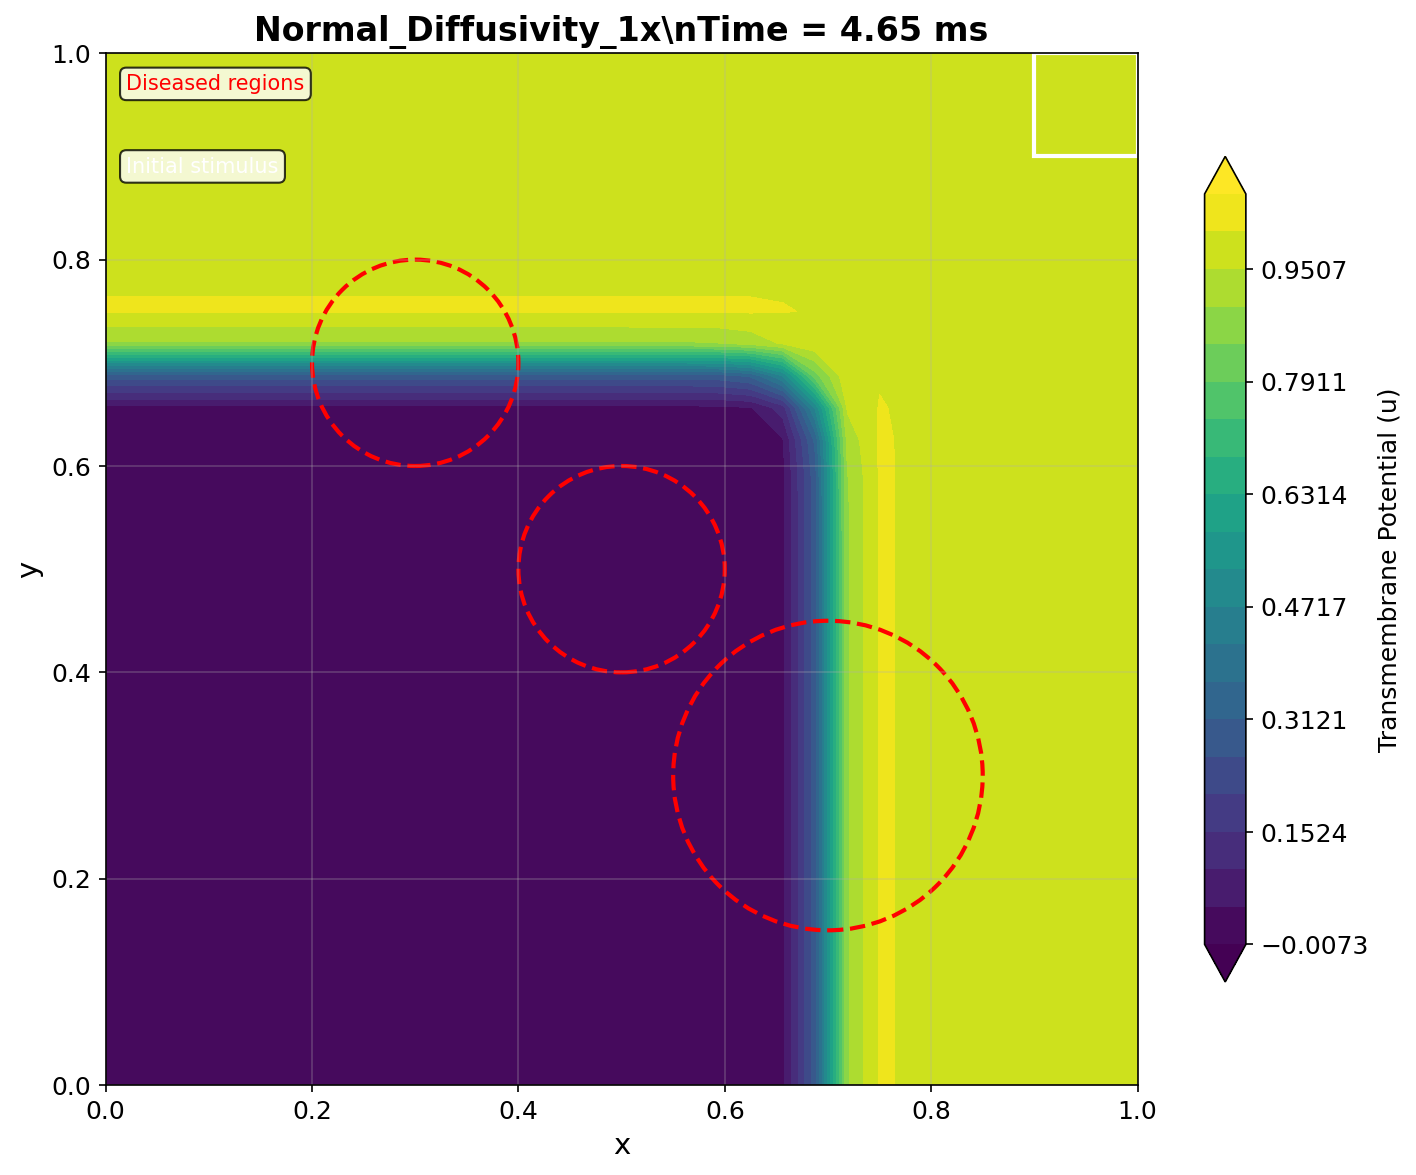 Normal_Diffusivity_1x\nTime = 4.65 ms
Diseased regions
Initial stimulus
1.0
0.8
0.6
0.4
0.2
0.0
y
0.0 0.2 0.4 0.6 0.8 1.0
x
0.9507
0.7911
0.6314
0.4717
0.3121
0.1524
−0.0073
Transmembrane Potential (u)